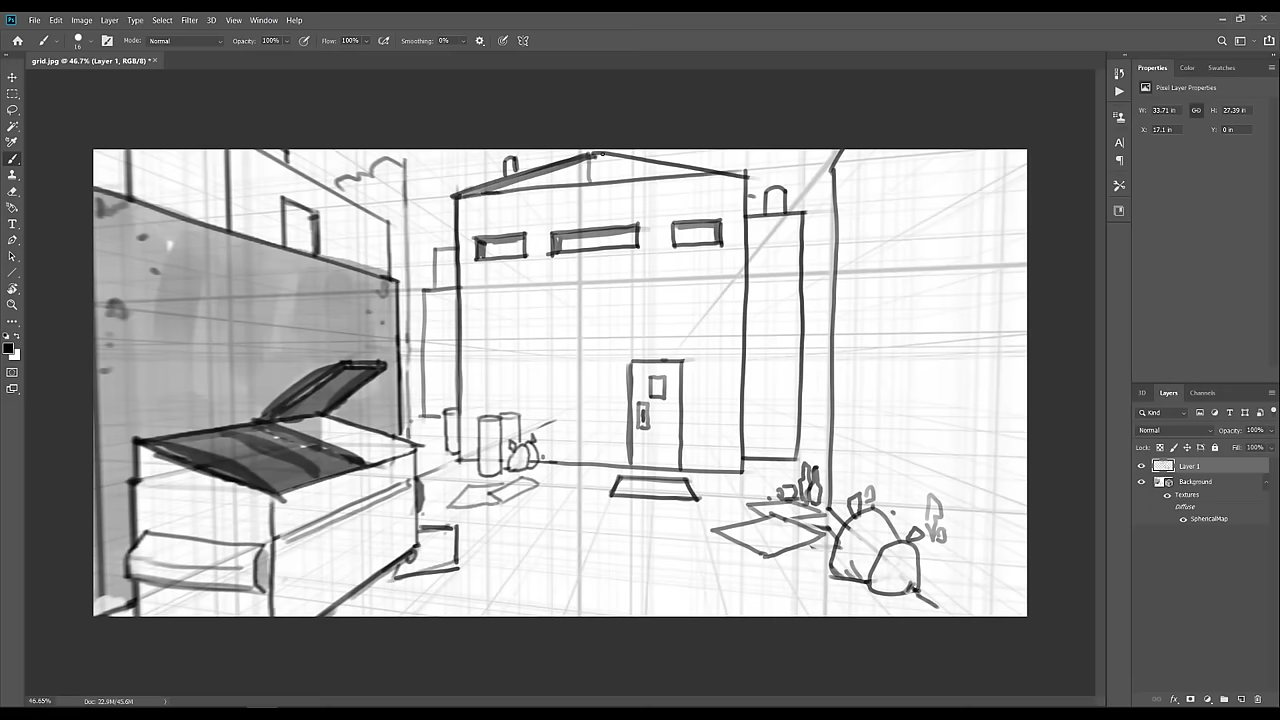 Ps File Edit Image Layer Type Select Filter 3D View Window Help
16 Mode: Normal Opacity: 100% Flow: 100% Smoothing: 0%
grid.jpg @ 46.7% (Layer 1, RGB/8) *
Properties Color Swatches
Pixel Layer Properties
W: 33.71 in H: 27.39 in
X: 17.1 in Y: 0 in
3D Layers Channels
Kind
Normal Opacity: 100%
Lock: Fill: 100%
Layer 1
Background
Textures
Diffuse
SphericalMap
46.65% Doc: 22.9M/45.6M